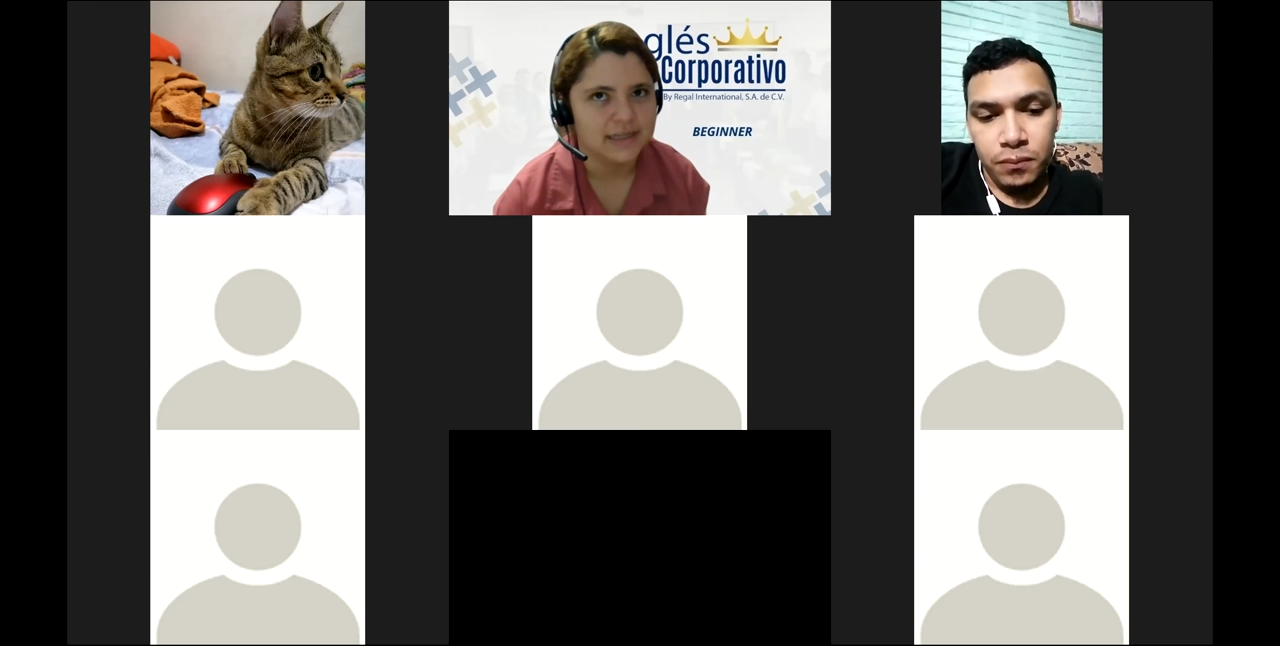 glés
Corporativo
By Regal International, S.A. de C.V.
BEGINNER